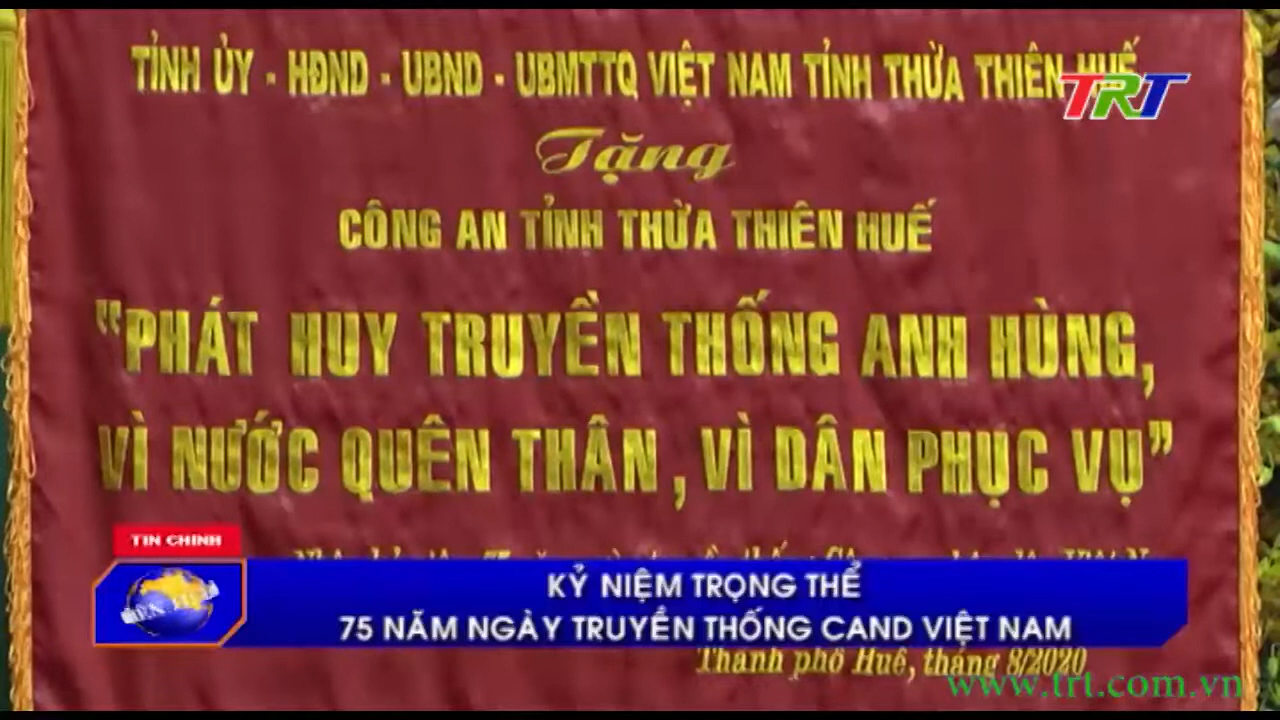 TỈNH ỦY - HĐND - UBND - UBMTTQ VIỆT NAM TỈNH THỪA THIÊN HUẾ
TRT
Tặng
CÔNG AN TỈNH THỪA THIÊN HUẾ
"PHÁT HUY TRUYỀN THỐNG ANH HÙNG,
VÌ NƯỚC QUÊN THÂN, VÌ DÂN PHỤC VỤ"
TIN CHÍNH
KỶ NIỆM TRỌNG THỂ
75 NĂM NGÀY TRUYỀN THỐNG CAND VIỆT NAM
Thành phố Huế, tháng 8/2020
www.trt.com.vn